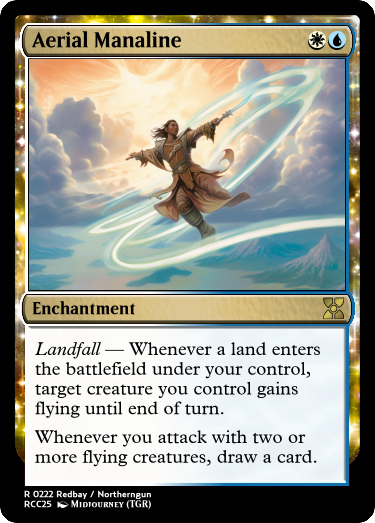 Aerial Manaline
Enchantment
Landfall — Whenever a land enters
the battlefield under your control,
target creature you control gains
flying until end of turn.
Whenever you attack with two or
more flying creatures, draw a card.
R 0222 Redbay / Northerngun
RCC25 Midjourney (TGR)